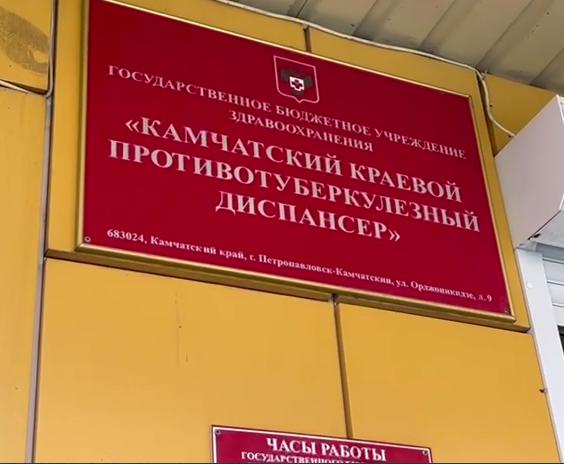 ГОСУДАРСТВЕННОЕ БЮДЖЕТНОЕ УЧРЕЖДЕНИЕ
ЗДРАВООХРАНЕНИЯ
«КАМЧАТСКИЙ КРАЕВОЙ
ПРОТИВОТУБЕРКУЛЕЗНЫЙ
ДИСПАНСЕР»
683024, Камчатский край, г. Петропавловск-Камчатский, ул. Орджоникидзе, д. 9
ЧАСЫ РАБОТЫ